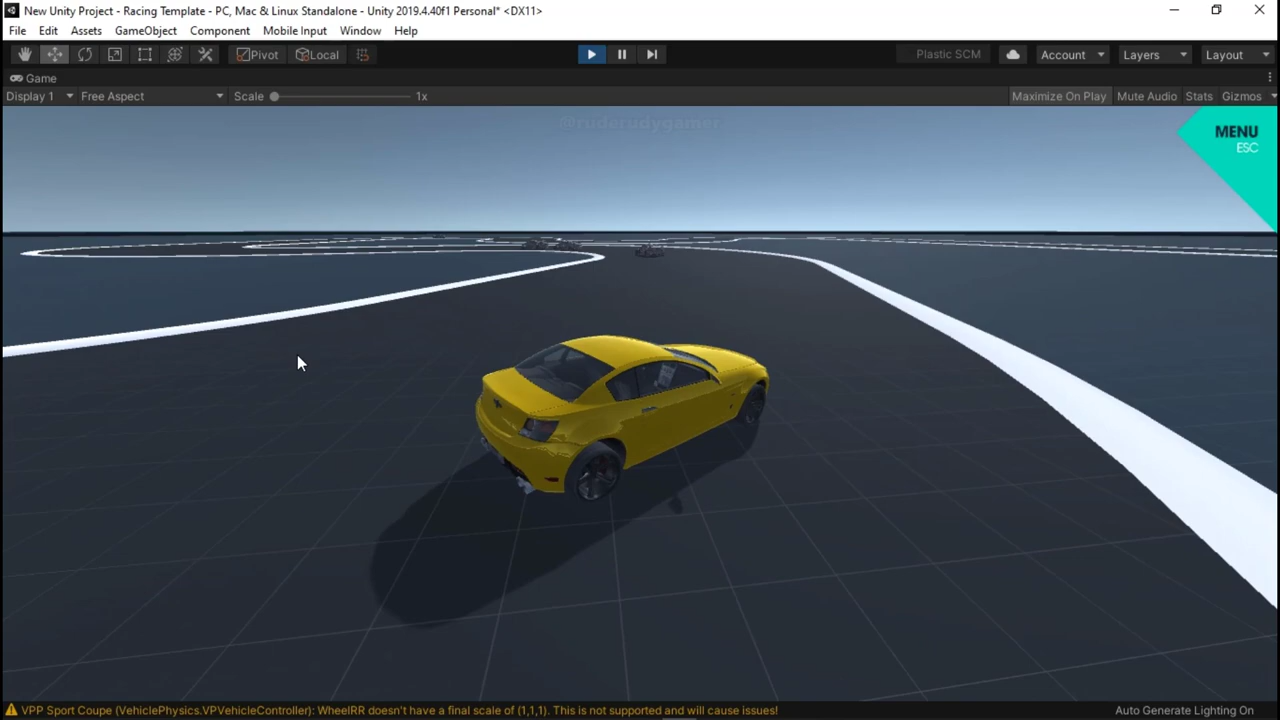 New Unity Project - Racing Template - PC, Mac & Linux Standalone - Unity 2019.4.40f1 Personal* <DX11>
File Edit Assets GameObject Component Mobile Input Window Help
Pivot Local Plastic SCM Account Layers Layout
Game
Display 1 Free Aspect Scale 1x Maximize On Play Mute Audio Stats Gizmos
@ruderudygamer
MENU
ESC
VPP Sport Coupe (VehiclePhysics.VPVehicleController): WheelRR doesn't have a final scale of (1,1,1). This is not supported and will cause issues! Auto Generate Lighting On